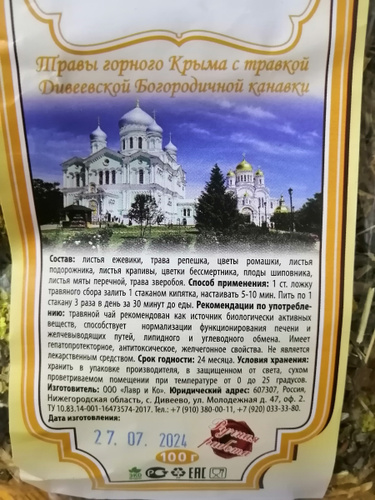 Травы горного Крыма с травкой
Дивеевской Богородичной канавки
Состав: листья ежевики, трава репешка, цветы ромашки, листья
подорожника, листья крапивы, цветки бессмертника, плоды шиповника,
листья мяты перечной, трава зверобоя. Способ применения: 1 ст. ложку
травяного сбора залить 1 стаканом кипятка, настаивать 5-10 мин. Пить по 1
стакану 3 раза в день за 30 минут до еды. Рекомендации по употребле-
нию: травяной чай рекомендован как источник биологически активных
веществ, способствует нормализации функционирования печени и
желчевыводящих путей, липидного и углеводного обмена. Имеет
гепатопротекторное, антитоксическое, желчегонное свойства. Не является
лекарственным средством. Срок годности: 24 месяца. Условия хранения:
хранить в упаковке производителя, в защищенном от света, сухом
проветриваемом помещении при температуре от 0 до 25 градусов.
Изготовитель: ООО «Лавр и Ко». Юридический адрес: 607307, Россия,
Нижегородская область, с. Дивеево, ул. Молодежная д. 47, оф. 2.
ТУ 10.83.14-001-16473574-2017. Тел.: +7 (910) 380-00-11, +7 (920) 033-33-80.
Дата изготовления:
27. 07. 2024
Ручная
работа
100 г
ЕАС